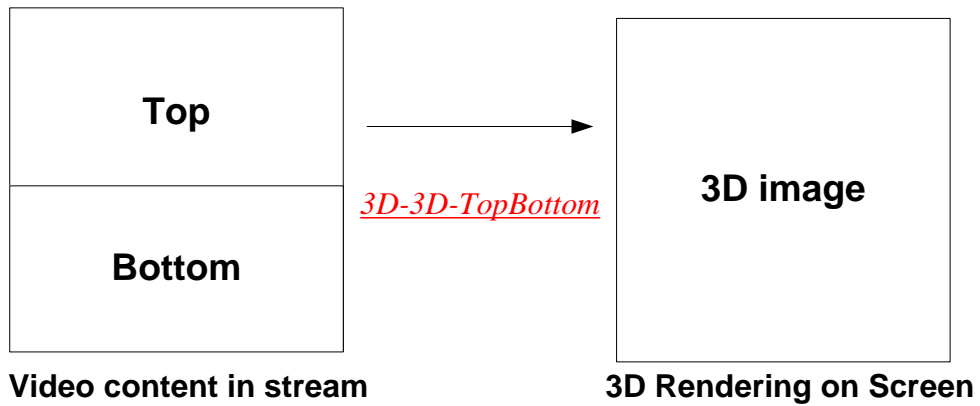 Top
3D image
3D-3D-TopBottom
Bottom
Video content in stream
3D Rendering on Screen